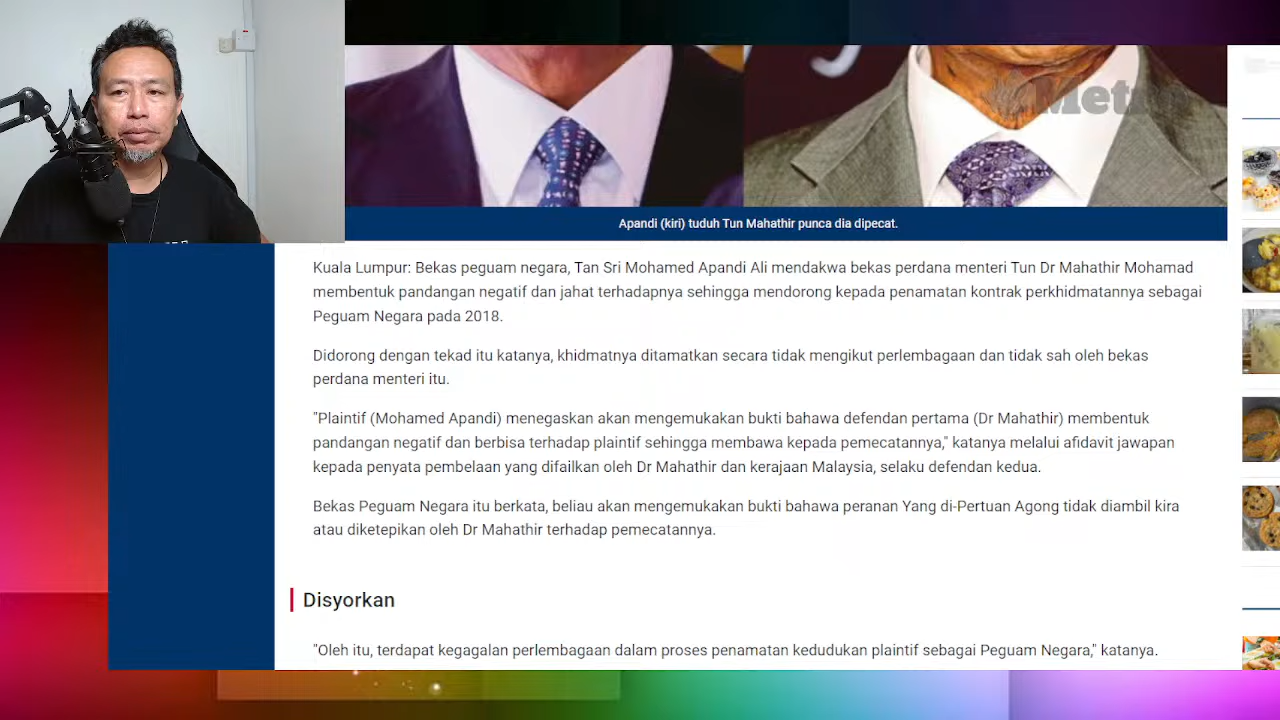 Metr
Apandi (kiri) tuduh Tun Mahathir punca dia dipecat.
Kuala Lumpur: Bekas peguam negara, Tan Sri Mohamed Apandi Ali mendakwa bekas perdana menteri Tun Dr Mahathir Mohamad
membentuk pandangan negatif dan jahat terhadapnya sehingga mendorong kepada penamatan kontrak perkhidmatannya sebagai
Peguam Negara pada 2018.
Didorong dengan tekad itu katanya, khidmatnya ditamatkan secara tidak mengikut perlembagaan dan tidak sah oleh bekas
perdana menteri itu.
"Plaintif (Mohamed Apandi) menegaskan akan mengemukakan bukti bahawa defendan pertama (Dr Mahathir) membentuk
pandangan negatif dan berbisa terhadap plaintif sehingga membawa kepada pemecatannya," katanya melalui afidavit jawapan
kepada penyata pembelaan yang difailkan oleh Dr Mahathir dan kerajaan Malaysia, selaku defendan kedua.
Bekas Peguam Negara itu berkata, beliau akan mengemukakan bukti bahawa peranan Yang di-Pertuan Agong tidak diambil kira
atau diketepikan oleh Dr Mahathir terhadap pemecatannya.
Disyorkan
"Oleh itu, terdapat kegagalan perlembagaan dalam proses penamatan kedudukan plaintif sebagai Peguam Negara," katanya.